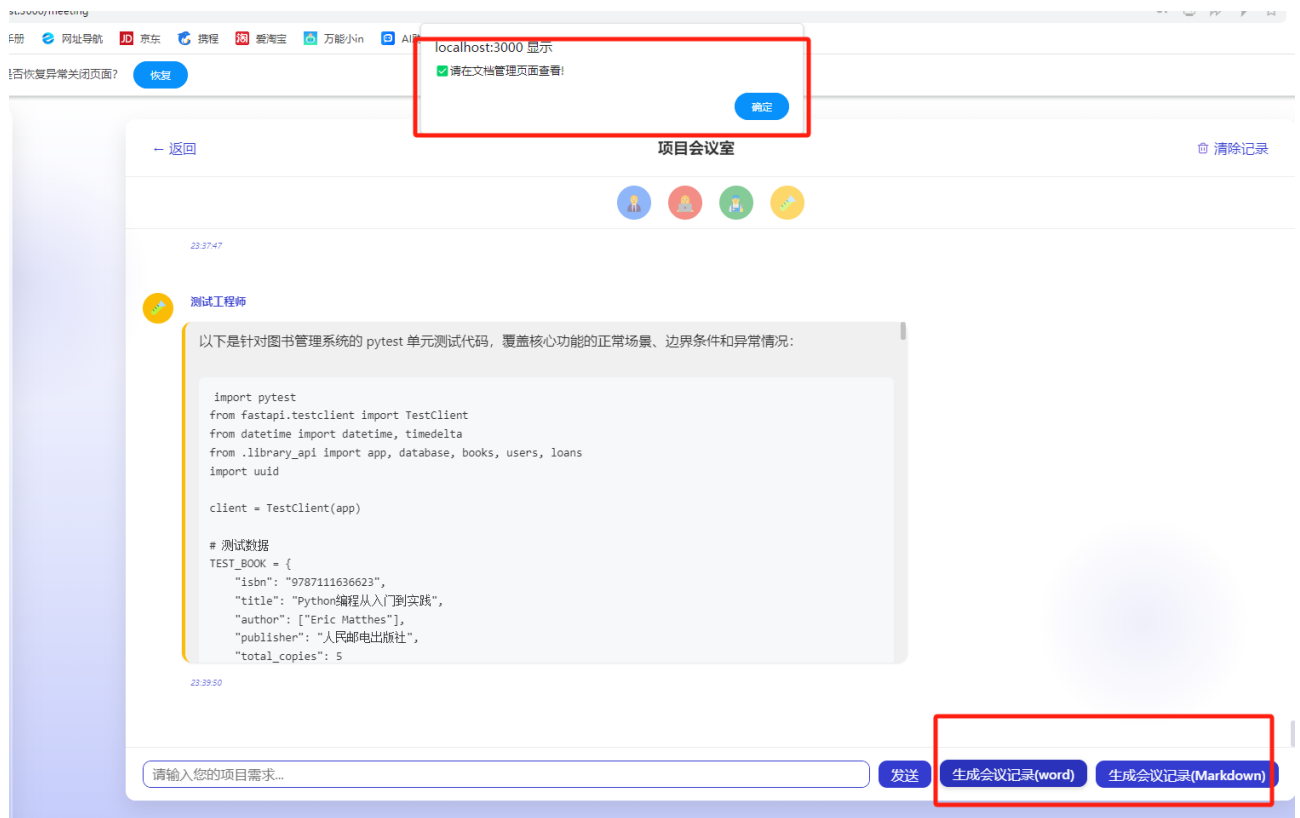 手册 网址导航 JD 京东 携程 淘 爱淘宝 万能小in
localhost:3000 显示
是否恢复异常关闭页面? 恢复
✅请在文档管理页面查看!
确定
← 返回 项目会议室 清除记录
23:37:47
测试工程师
以下是针对图书管理系统的 pytest 单元测试代码，覆盖核心功能的正常场景、边界条件和异常情况：
import pytest
from fastapi.testclient import TestClient
from datetime import datetime, timedelta
from .library_api import app, database, books, users, loans
import uuid
client = TestClient(app)
# 测试数据
TEST_BOOK = {
"isbn": "9787111636623",
"title": "Python编程从入门到实践",
"author": ["Eric Matthes"],
"publisher": "人民邮电出版社",
"total_copies": 5
23:39:50
请输入您的项目需求... 发送 生成会议记录(word) 生成会议记录(Markdown)